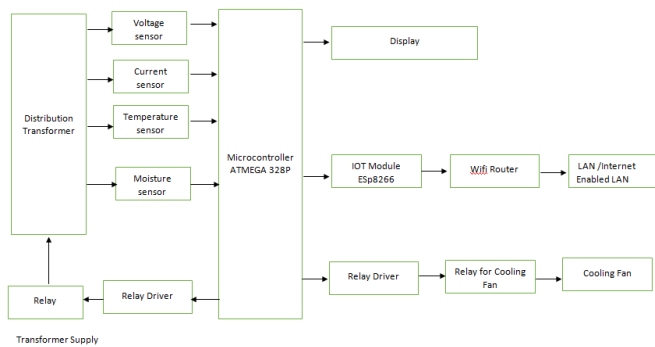 Voltage
sensor
Display
Current
sensor
Distribution
Transformer
Temperature
sensor
Microcontroller
ATMEGA 328P
IOT Module
ESp8266
Wifi Router
LAN /Internet
Enabled LAN
Moisture
sensor
Relay Driver
Relay for Cooling
Fan
Cooling Fan
Relay
Relay Driver
Transformer Supply